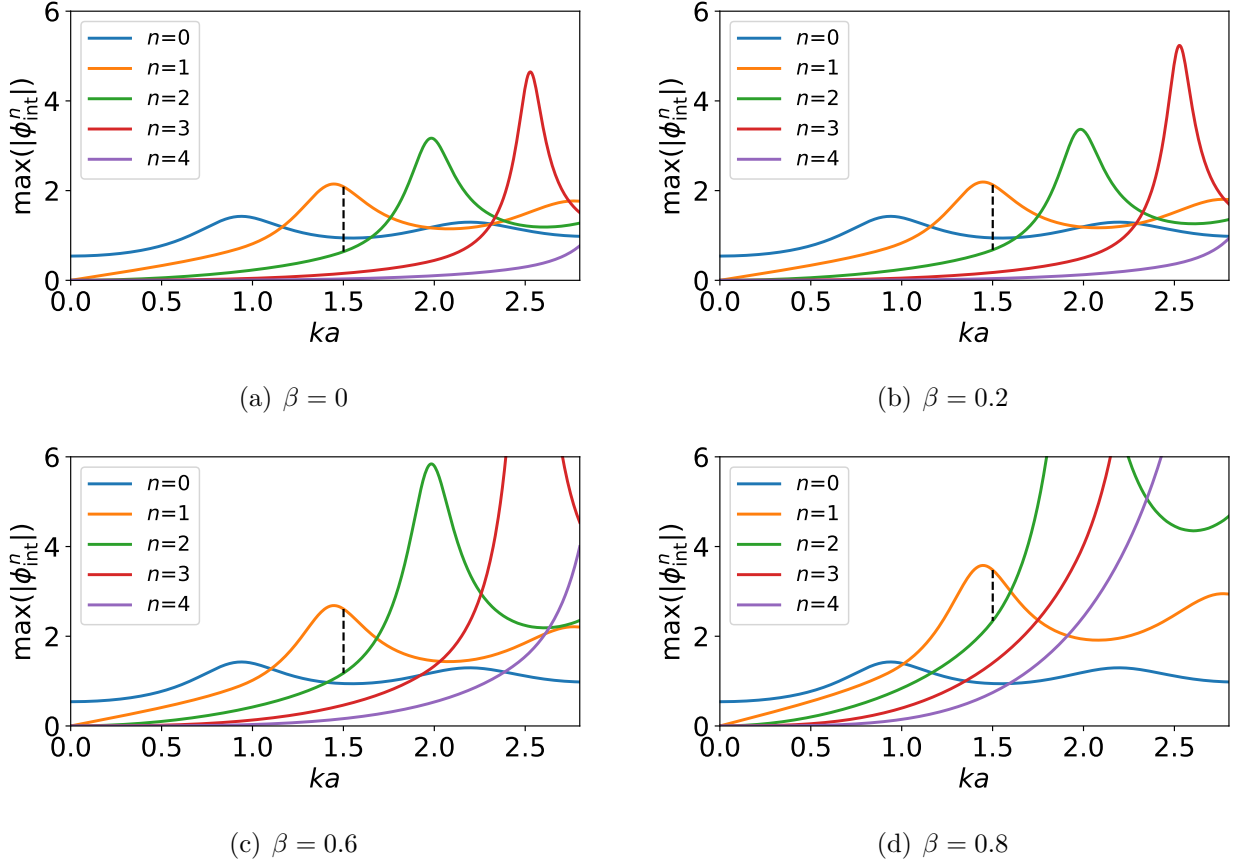 6
4
2
0
max(|ϕⁿ_int|)
n=0
n=1
n=2
n=3
n=4
0.0 0.5 1.0 1.5 2.0 2.5
ka
(a) β = 0
6
4
2
0
max(|ϕⁿ_int|)
n=0
n=1
n=2
n=3
n=4
0.0 0.5 1.0 1.5 2.0 2.5
ka
(b) β = 0.2
6
4
2
0
max(|ϕⁿ_int|)
n=0
n=1
n=2
n=3
n=4
0.0 0.5 1.0 1.5 2.0 2.5
ka
(c) β = 0.6
6
4
2
0
max(|ϕⁿ_int|)
n=0
n=1
n=2
n=3
n=4
0.0 0.5 1.0 1.5 2.0 2.5
ka
(d) β = 0.8